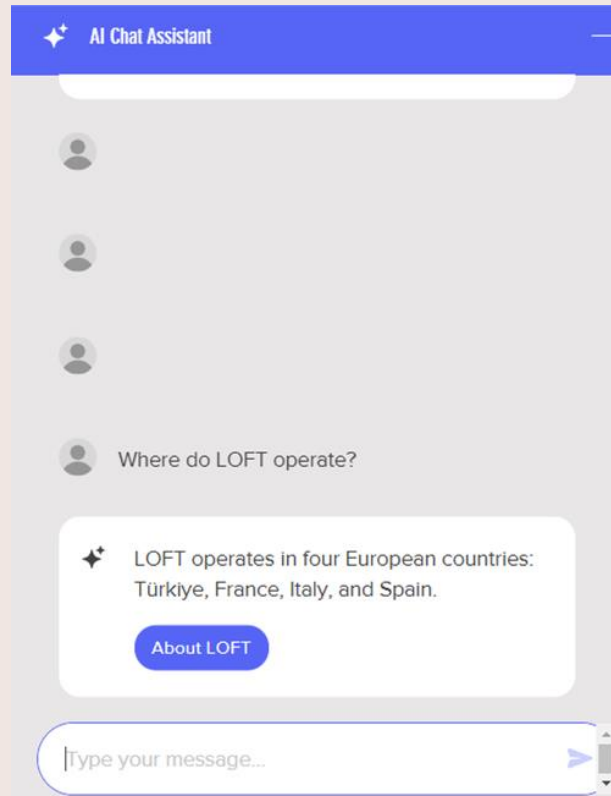 AI Chat Assistant
Where do LOFT operate?
LOFT operates in four European countries:
Türkiye, France, Italy, and Spain.
About LOFT
Type your message...